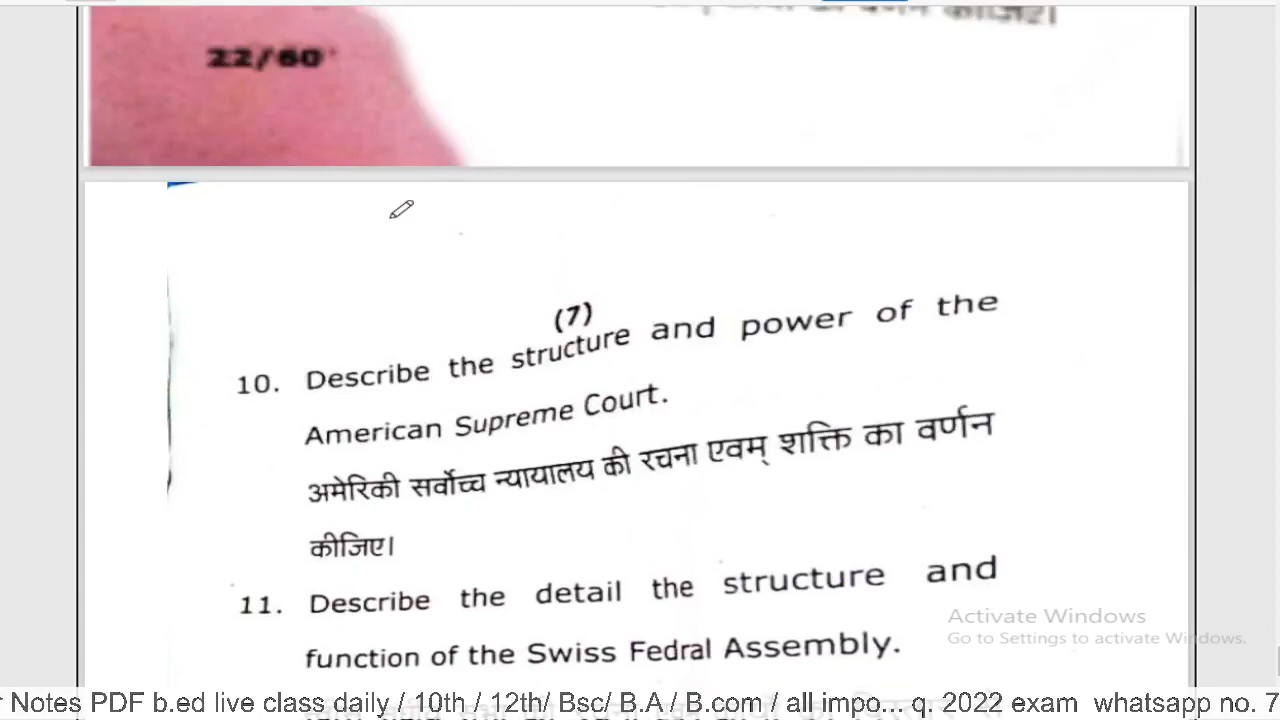 22/60
(7)
10. Describe the structure and power of the
American Supreme Court.
अमेरिकी सर्वोच्च न्यायालय की रचना एवम् शक्ति का वर्णन
कीजिए।
11. Describe the detail the structure and
function of the Swiss Fedral Assembly.
Activate Windows
Go to Settings to activate Windows.
Notes PDF b.ed live class daily / 10th / 12th/ Bsc/ B.A / B.com / all impo... q. 2022 exam whatsapp no. 7